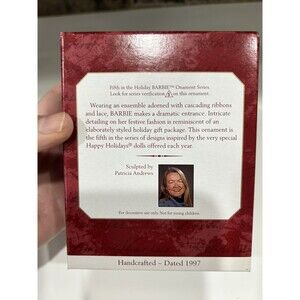 Fifth in the Holiday BARBIE™ Ornament Series
Look for series verification on this ornament.
Wearing an ensemble adorned with cascading ribbons
and lace, BARBIE makes a dramatic entrance. Intricate
detailing on her festive fashion is reminiscent of an
elaborately styled holiday gift package. This ornament is
the fifth in the series of designs inspired by the very special
Happy Holidays® dolls offered each year.
Sculpted by
Patricia Andrews
For decorative use only. Not for young children.
Handcrafted ~ Dated 1997